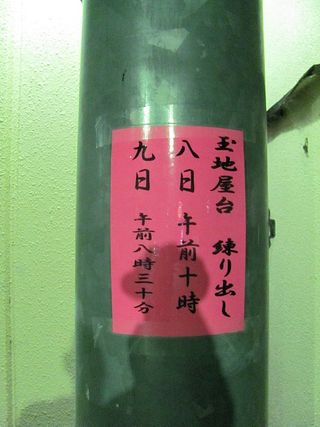 玉地屋台 練り出し
八日 午前十時
九日 午前八時三十分